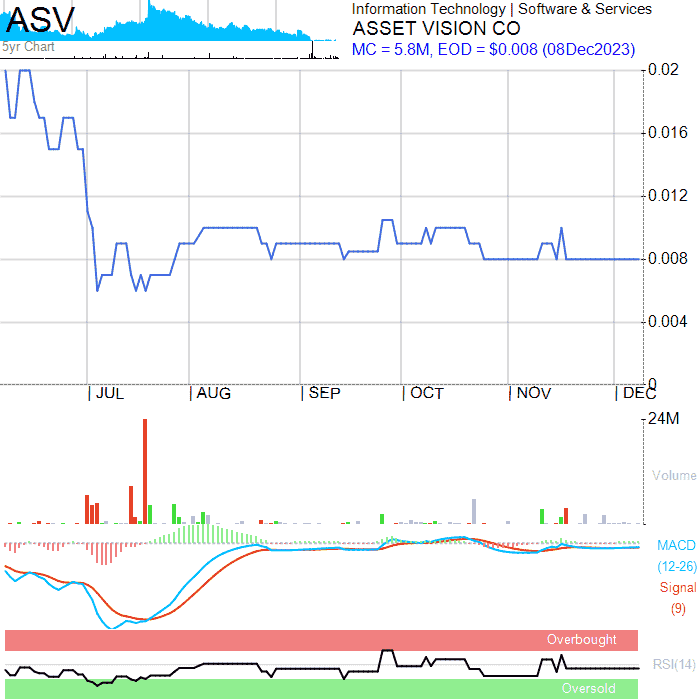 ASV
5yr Chart
Information Technology | Software & Services
ASSET VISION CO
MC = 5.8M, EOD = $0.008 (08Dec2023)
0.02
0.016
0.012
0.008
0.004
0
JUL AUG SEP OCT NOV DEC
24M
Volume
MACD
(12-26)
Signal
(9)
Overbought
RSI(14)
Oversold